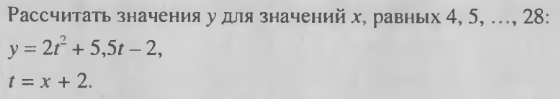 Рассчитать значения y для значений x, равных 4, 5, ..., 28:
y = 2t² + 5,5t – 2,
t = x + 2.